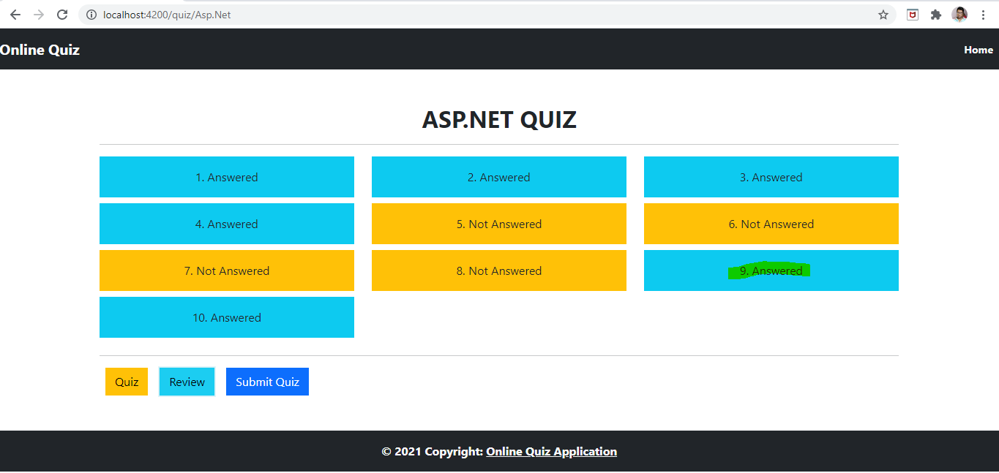 localhost:4200/quiz/Asp.Net
Online Quiz Home
ASP.NET QUIZ
1. Answered 2. Answered 3. Answered
4. Answered 5. Not Answered 6. Not Answered
7. Not Answered 8. Not Answered 9. Answered
10. Answered
Quiz Review Submit Quiz
© 2021 Copyright: Online Quiz Application